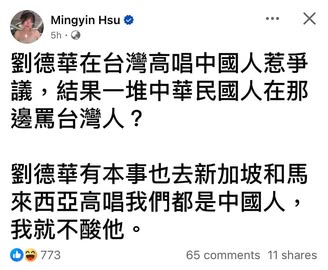 Mingyin Hsu
5h ·
劉德華在台灣高唱中國人惹爭
議，結果一堆中華民國人在那
邊罵台灣人？
劉德華有本事也去新加坡和馬
來西亞高唱我們都是中國人，
我就不酸他。
773 65 comments 11 shares